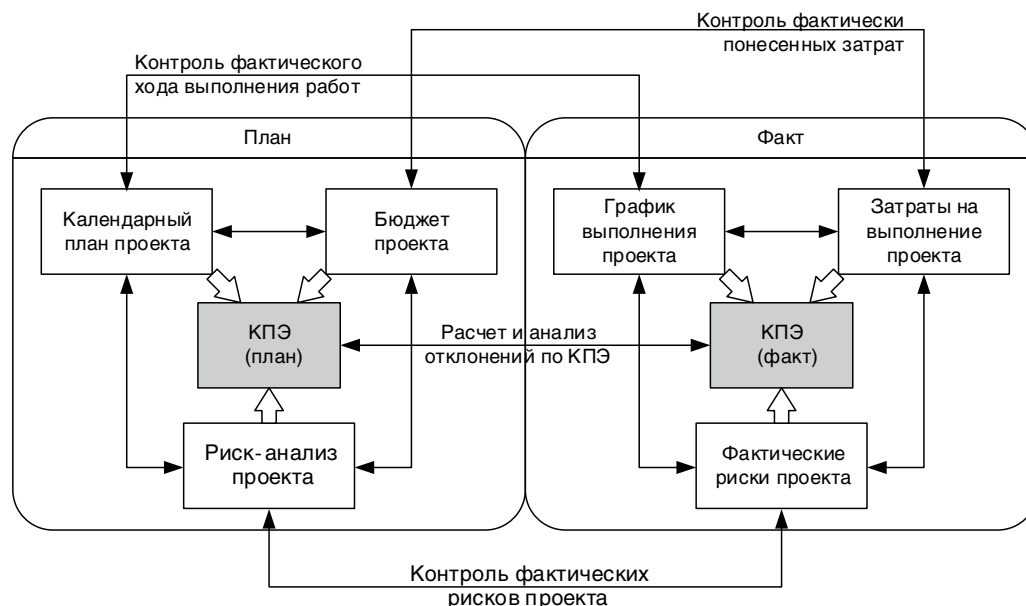 Контроль фактически
понесенных затрат
Контроль фактического
хода выполнения работ
План
Факт
Календарный
план проекта
Бюджет
проекта
График
выполнения
проекта
Затраты на
выполнение
проекта
КПЭ
(план)
Расчет и анализ
отклонений по КПЭ
КПЭ
(факт)
Риск-анализ
проекта
Фактические
риски проекта
Контроль фактических
рисков проекта